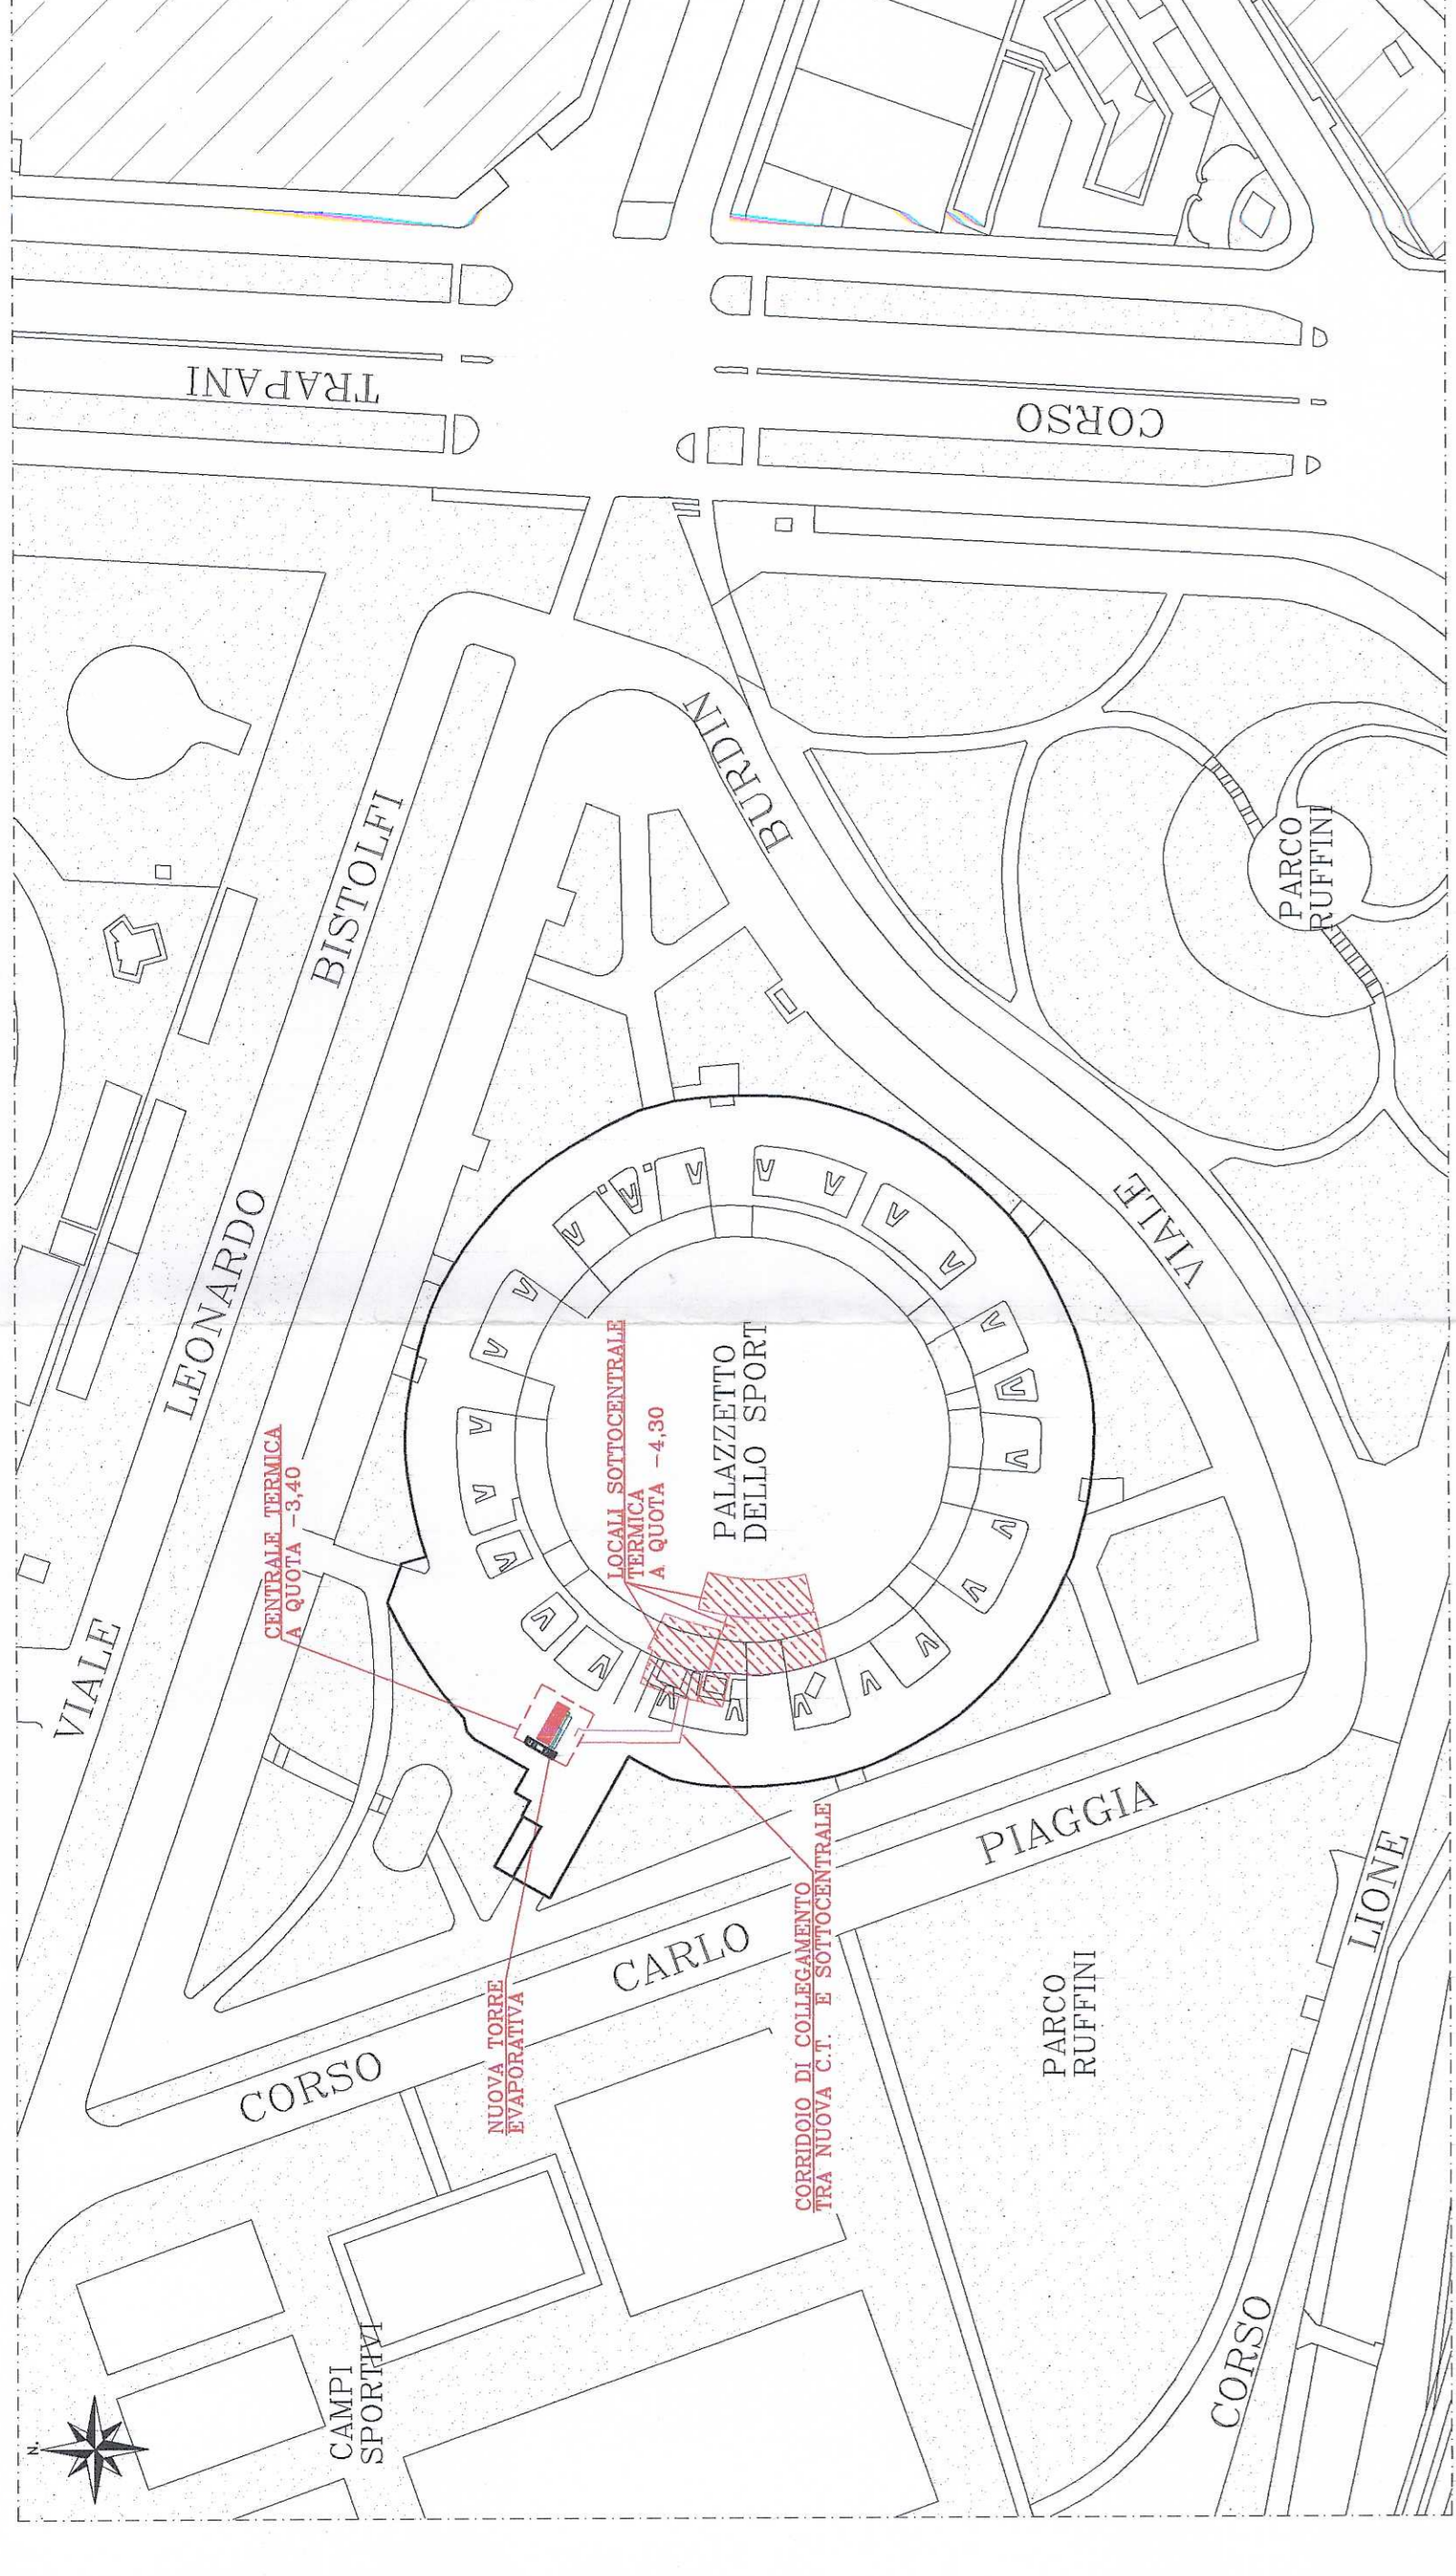 N.
CAMPI
SPORTIVI
VIALE
LEONARDO
BISTOLFI
TRAPANI
CENTRALE TERMICA
A QUOTA -3,40
CORSO
CARLO
PIAGGIA
NUOVA TORRE
EVAPORATIVA
LOCALI SOTTOCENTRALE
TERMICA
A QUOTA -4,30
PALAZZETTO
DELLO SPORT
BURDIN
VIALE
CORSO
CORRIDOIO DI COLLEGAMENTO
TRA NUOVA C.T. E SOTTOCENTRALE
PARCO
RUFFINI
PARCO
RUFFINI
CORSO
LIONE